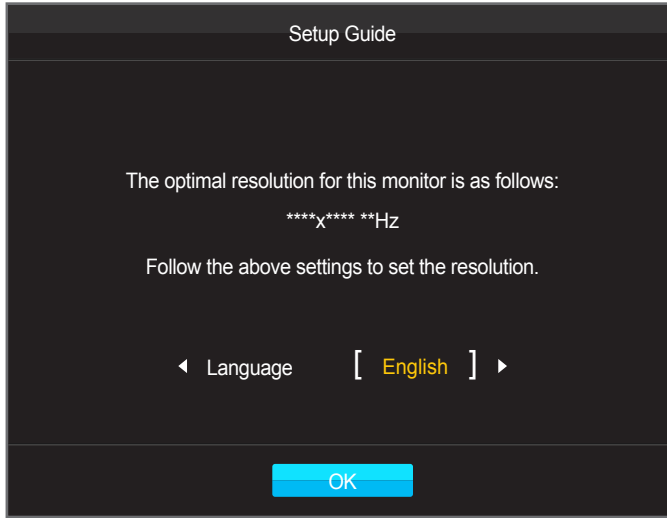 Setup Guide
The optimal resolution for this monitor is as follows:
****x**** **Hz
Follow the above settings to set the resolution.
Language [ English ]
OK